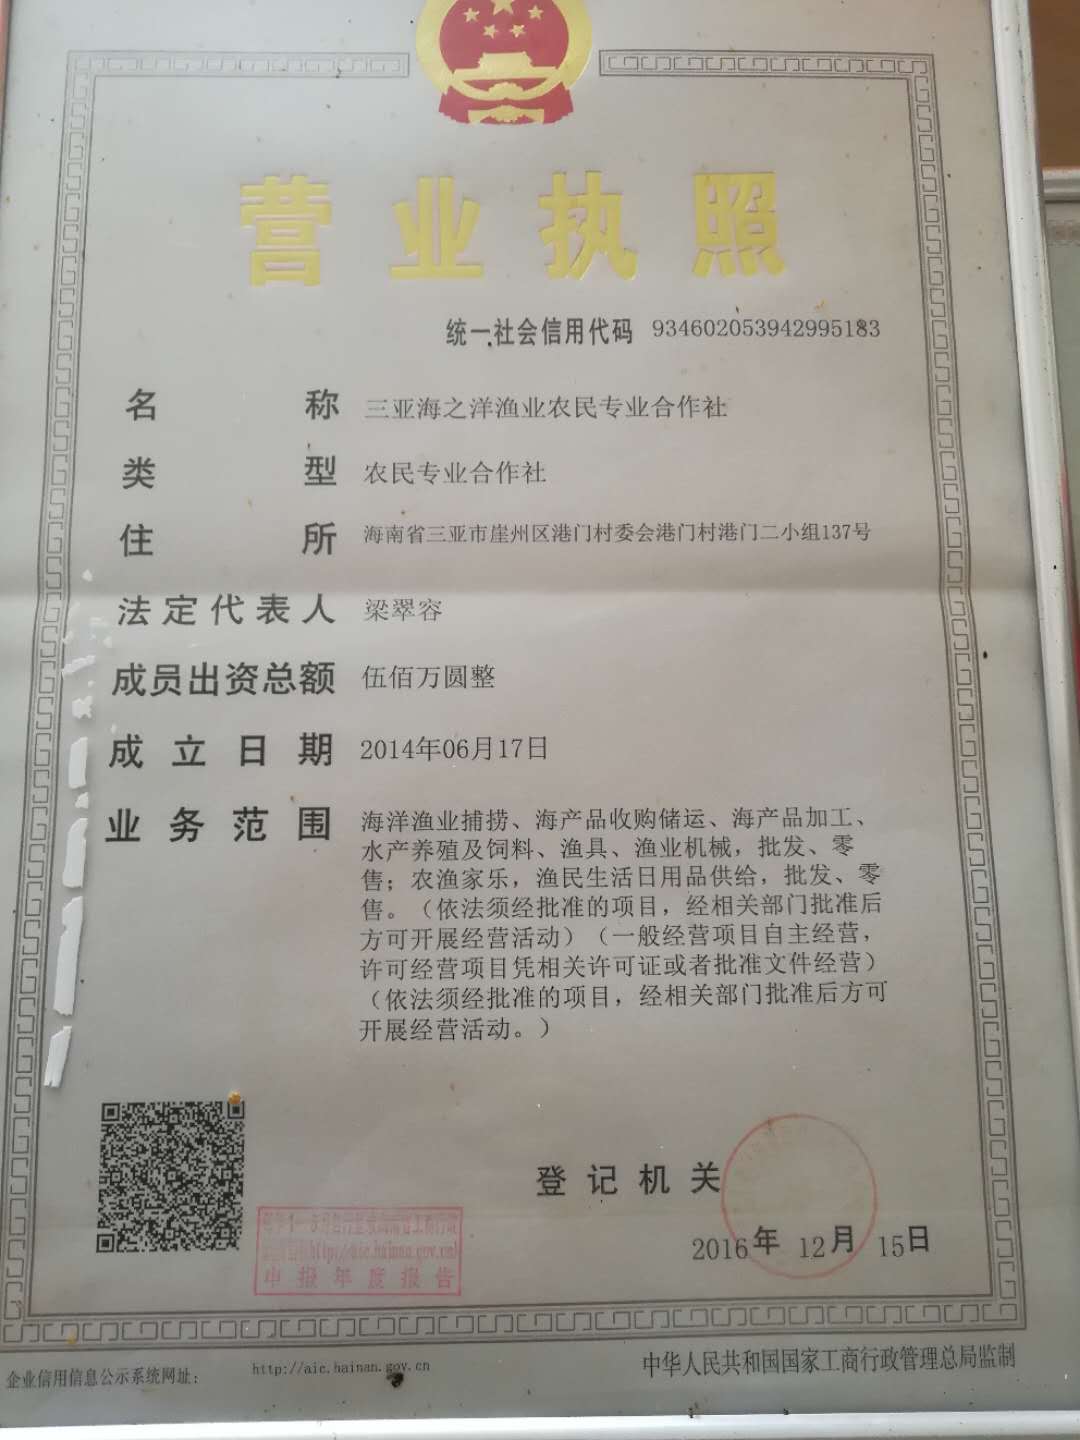 营业执照
统一社会信用代码 934602053942995183
名称 三亚海之洋渔业农民专业合作社
类型 农民专业合作社
住所 海南省三亚市崖州区港门村委会港门村港门二小组137号
法定代表人 梁翠容
成员出资总额 伍佰万圆整
成立日期 2014年06月17日
业务范围 海洋渔业捕捞、海产品收购储运、海产品加工、
水产养殖及饲料、渔具、渔业机械，批发、零
售；农渔家乐，渔民生活日用品供给，批发、零
售。（依法须经批准的项目，经相关部门批准后
方可开展经营活动）（一般经营项目自主经营，
许可经营项目凭相关许可证或者批准文件经营）
（依法须经批准的项目，经相关部门批准后方可
开展经营活动。）
登记机关
2016年 12月 15日
http://aic.hainan.gov.cn
申报年度报告
企业信用信息公示系统网址： http://aic.hainan.gov.cn
中华人民共和国国家工商行政管理总局监制